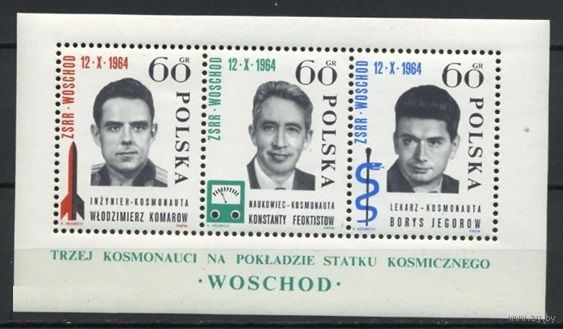 ZSRR · WOSCHOD
12·X·1964
60 GR
POLSKA
INŻYNIER-KOSMONAUTA
WŁODZIMIERZ KOMAROW
ZSRR · WOSCHOD
12·X·1964
60 GR
POLSKA
NAUKOWIEC-KOSMONAUTA
KONSTANTY FEOKTISTOW
ZSRR · WOSCHOD
12·X·1964
60 GR
POLSKA
LEKARZ-KOSMONAUTA
BORYS JEGOROW
TRZEJ KOSMONAUCI NA POKŁADZIE STATKU KOSMICZNEGO
·WOSCHOD·